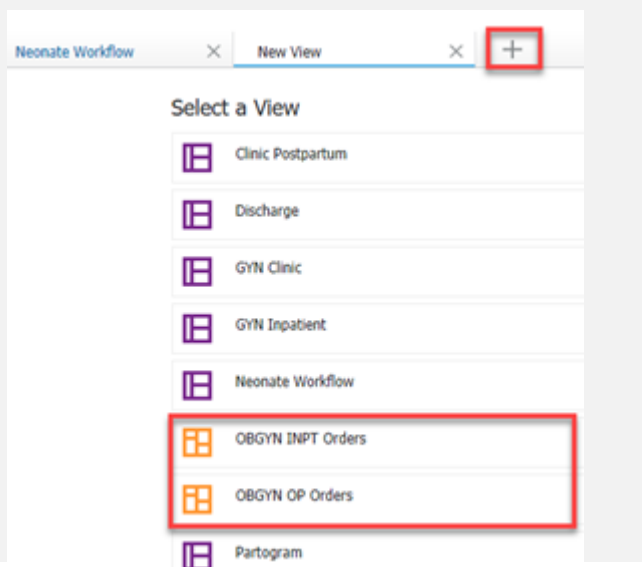 Neonate Workflow New View
Select a View
Clinic Postpartum
Discharge
GYN Clinic
GYN Inpatient
Neonate Workflow
OBGYN INPT Orders
OBGYN OP Orders
Partogram